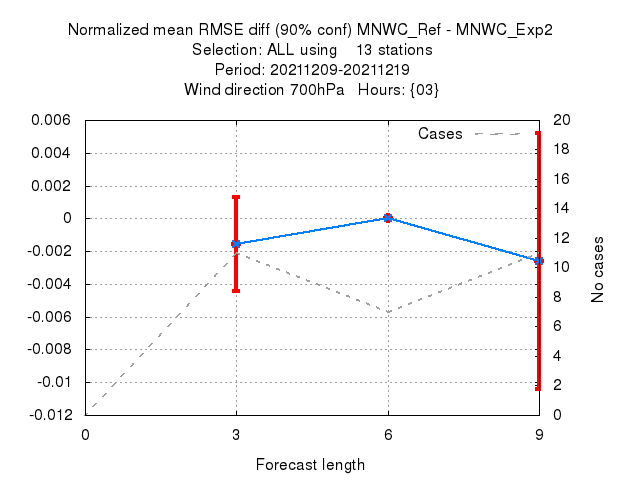 Normalized mean RMSE diff (90% conf) MNWC_Ref - MNWC_Exp2
Selection: ALL using 13 stations
Period: 20211209-20211219
Wind direction 700hPa Hours: {03}
Cases
0.006
0.004
0.002
0
-0.002
-0.004
-0.006
-0.008
-0.01
-0.012
20
18
16
14
12
10
8
6
4
2
0
No cases
0 3 6 9
Forecast length